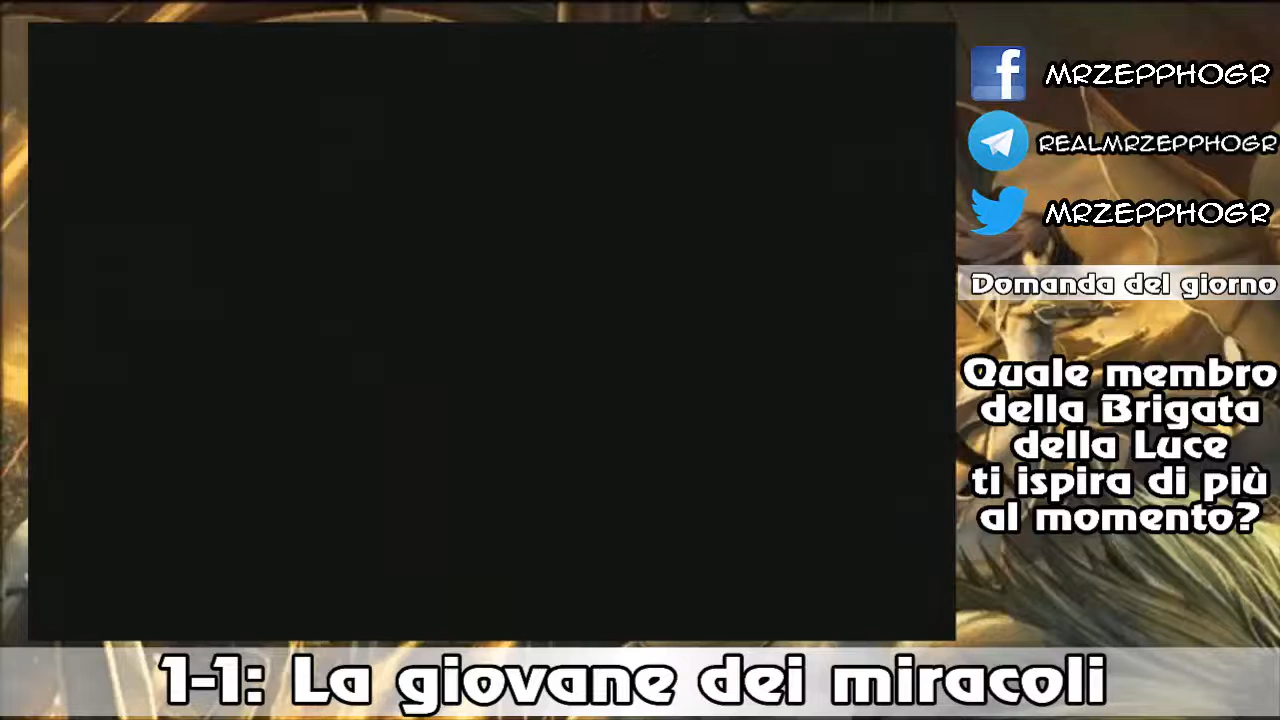 f MRZEPPHOGR
REALMRZEPPHOGR
MRZEPPHOGR
Domanda del giorno
Quale membro
della Brigata
della Luce
ti ispira di più
al momento?
1-1: La giovane dei miracoli